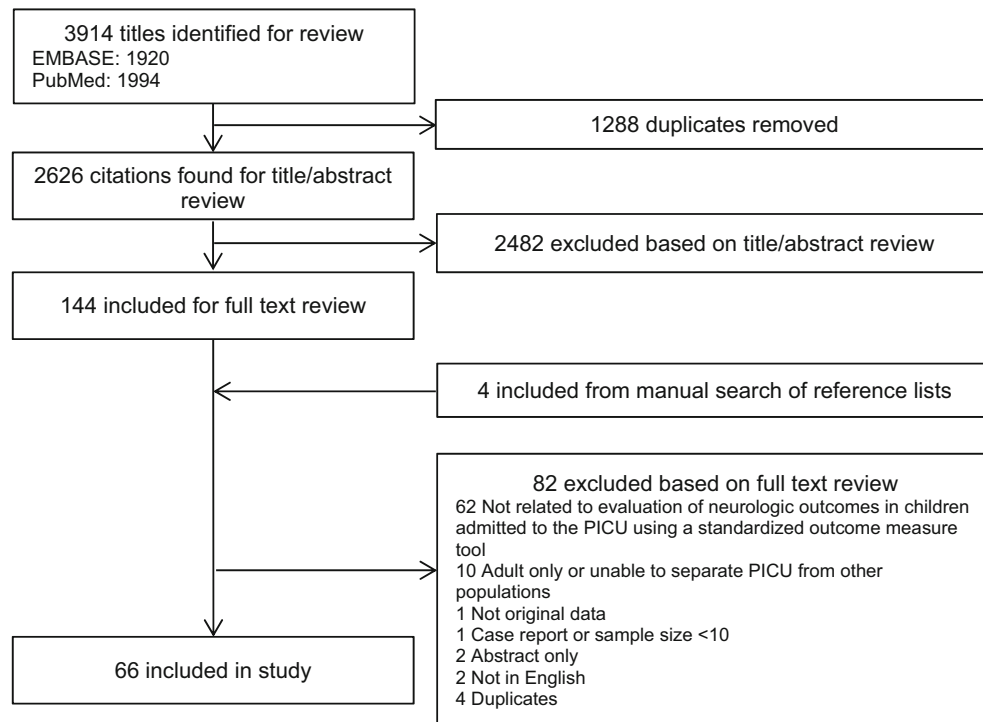 3914 titles identified for review
EMBASE: 1920
PubMed: 1994
1288 duplicates removed
2626 citations found for title/abstract
review
2482 excluded based on title/abstract review
144 included for full text review
4 included from manual search of reference lists
82 excluded based on full text review
62 Not related to evaluation of neurologic outcomes in children
admitted to the PICU using a standardized outcome measure
tool
10 Adult only or unable to separate PICU from other
populations
1 Not original data
1 Case report or sample size <10
2 Abstract only
2 Not in English
4 Duplicates
66 included in study